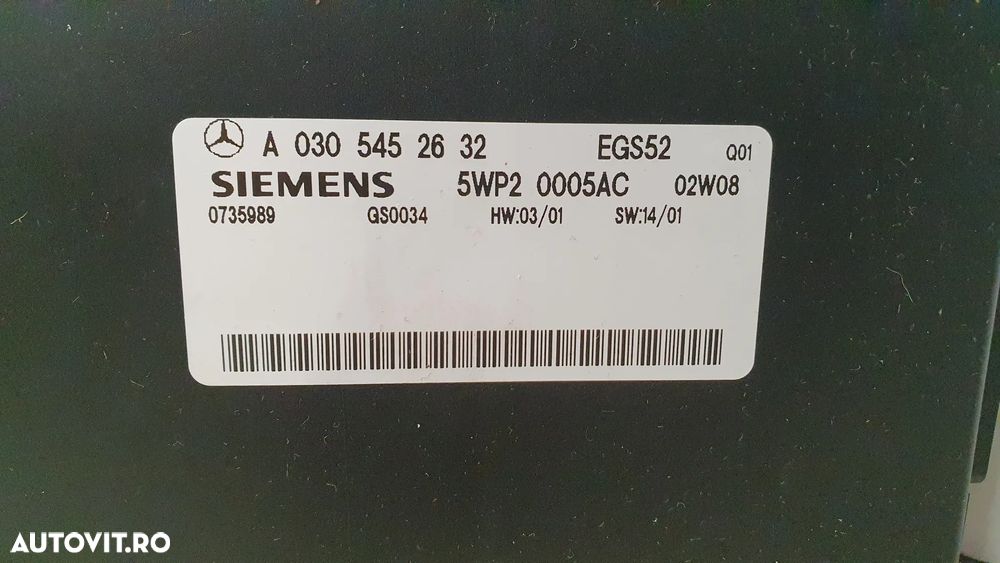 A 030 545 26 32 EGS52 Q01
SIEMENS 5WP2 0005AC 02W08
0735989 QS0034 HW:03/01 SW:14/01
AUTOVIT.RO